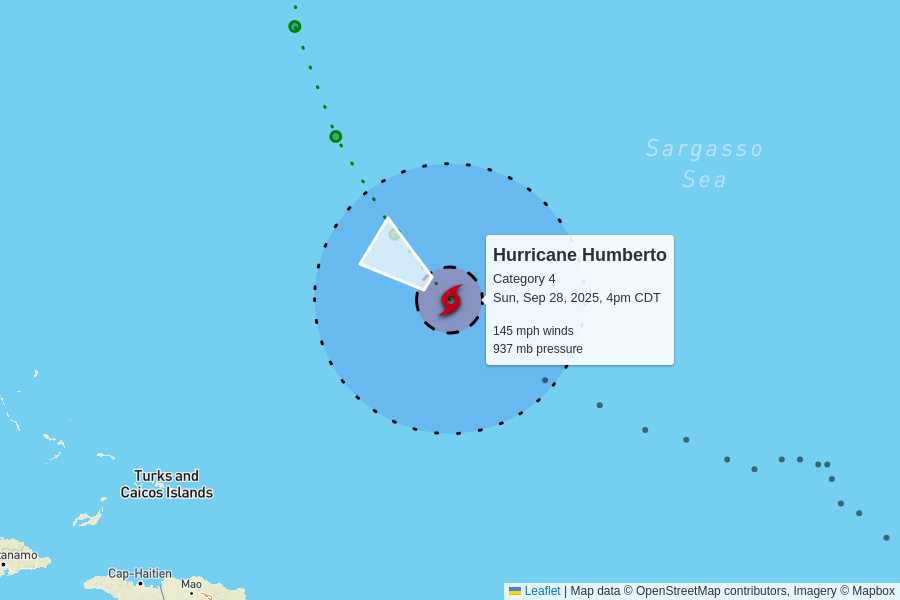 Sargasso
Sea
Hurricane Humberto
Category 4
Sun, Sep 28, 2025, 4pm CDT
145 mph winds
937 mb pressure
Turks and
Caicos Islands
tanamo
Cap-Haitien
Mao
Leaflet | Map data © OpenStreetMap contributors, Imagery © Mapbox